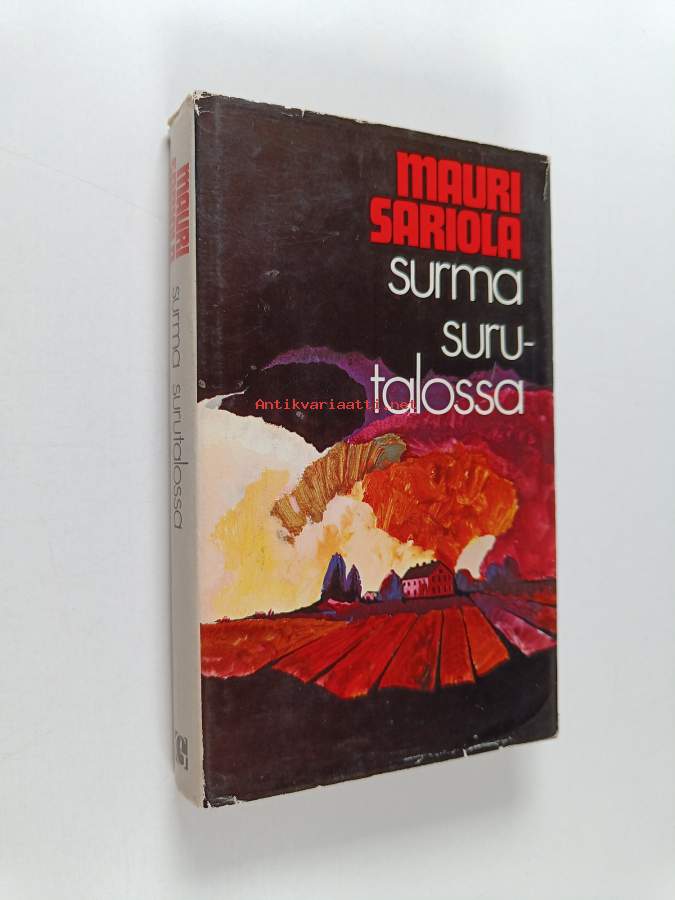 MAURI
SARIOLA
surma
suru-
talossa
Antikvariaatti.net
MAURI
SARIOLA
surma surutalossa